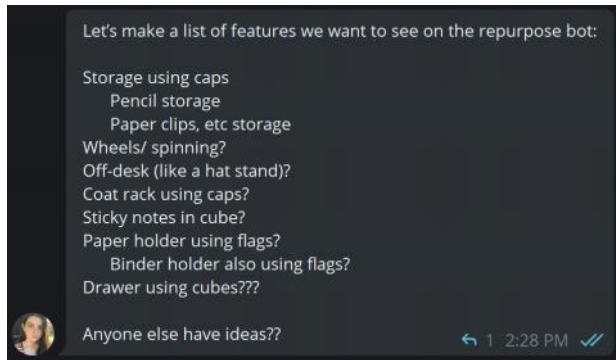 Let's make a list of features we want to see on the repurpose bot:
Storage using caps
Pencil storage
Paper clips, etc storage
Wheels/ spinning?
Off-desk (like a hat stand)?
Coat rack using caps?
Sticky notes in cube?
Paper holder using flags?
Binder holder also using flags?
Drawer using cubes???
Anyone else have ideas??
1 2:28 PM